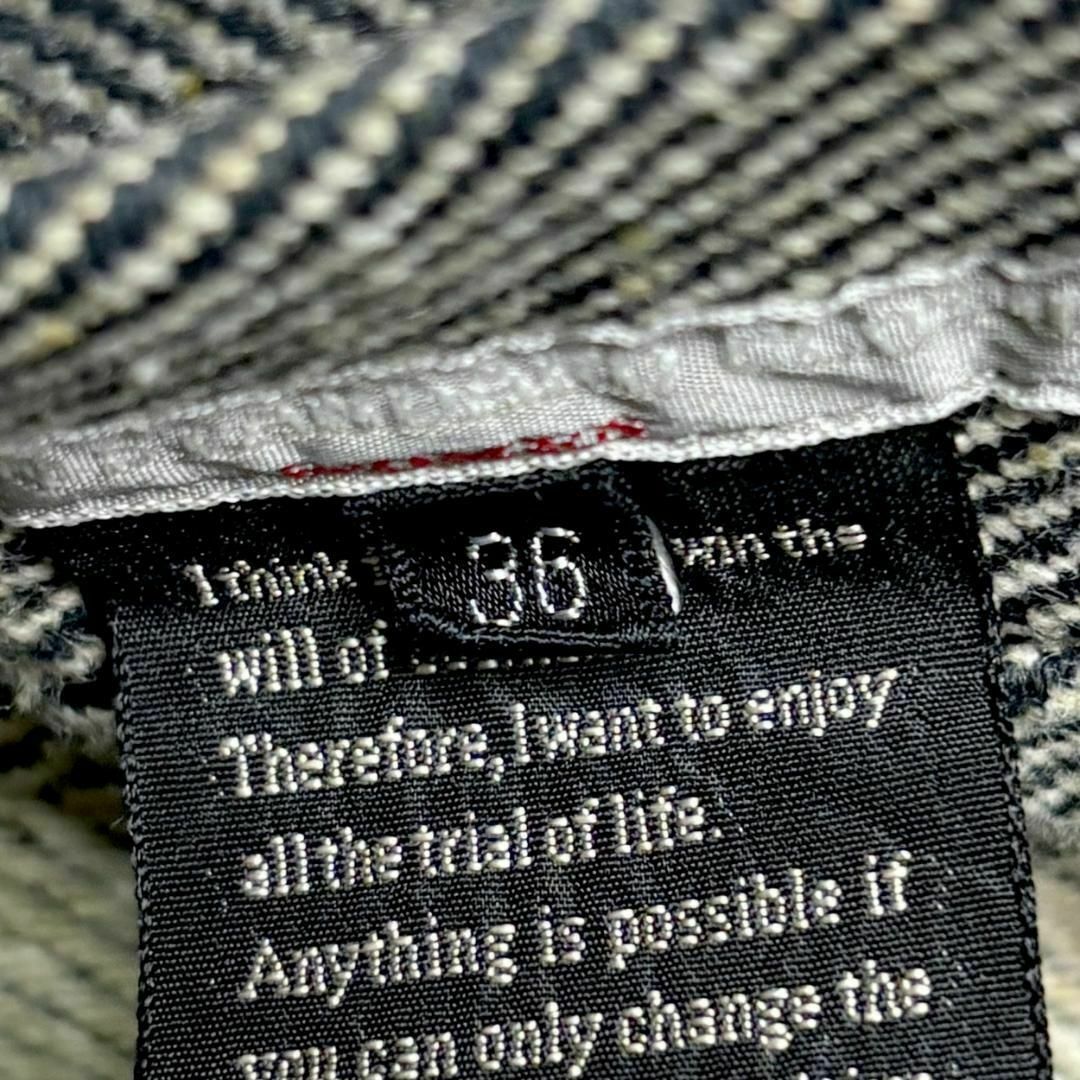 36
I think win the
will of
Therefore, I want to enjoy
all the trial of life.
Anything is possible if
you can only change the